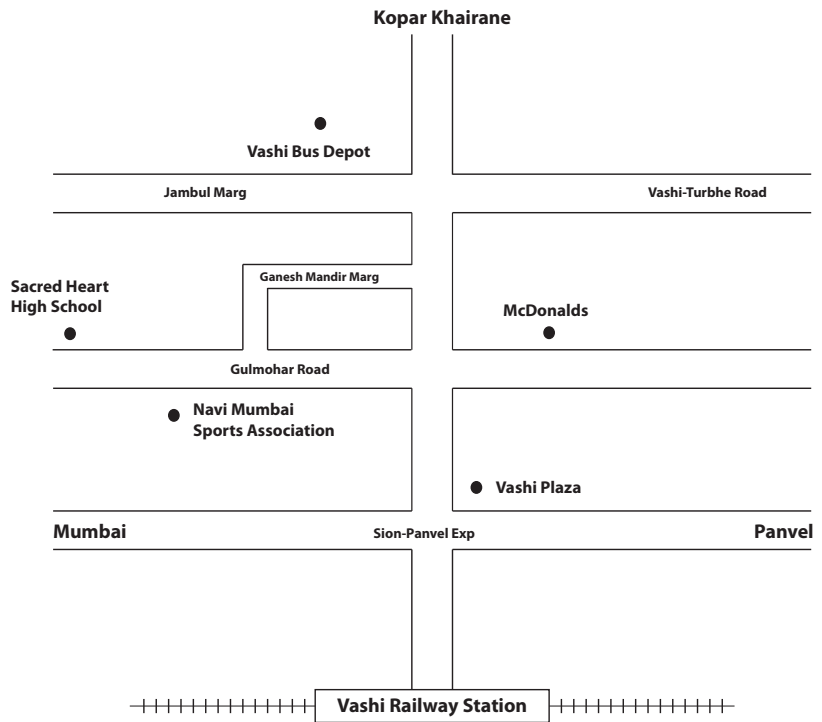 Kopar Khairane
Vashi Bus Depot
Jambul Marg
Vashi-Turbhe Road
Ganesh Mandir Marg
Sacred Heart
High School
McDonalds
Gulmohar Road
Navi Mumbai
Sports Association
Vashi Plaza
Mumbai
Sion-Panvel Exp
Panvel
Vashi Railway Station